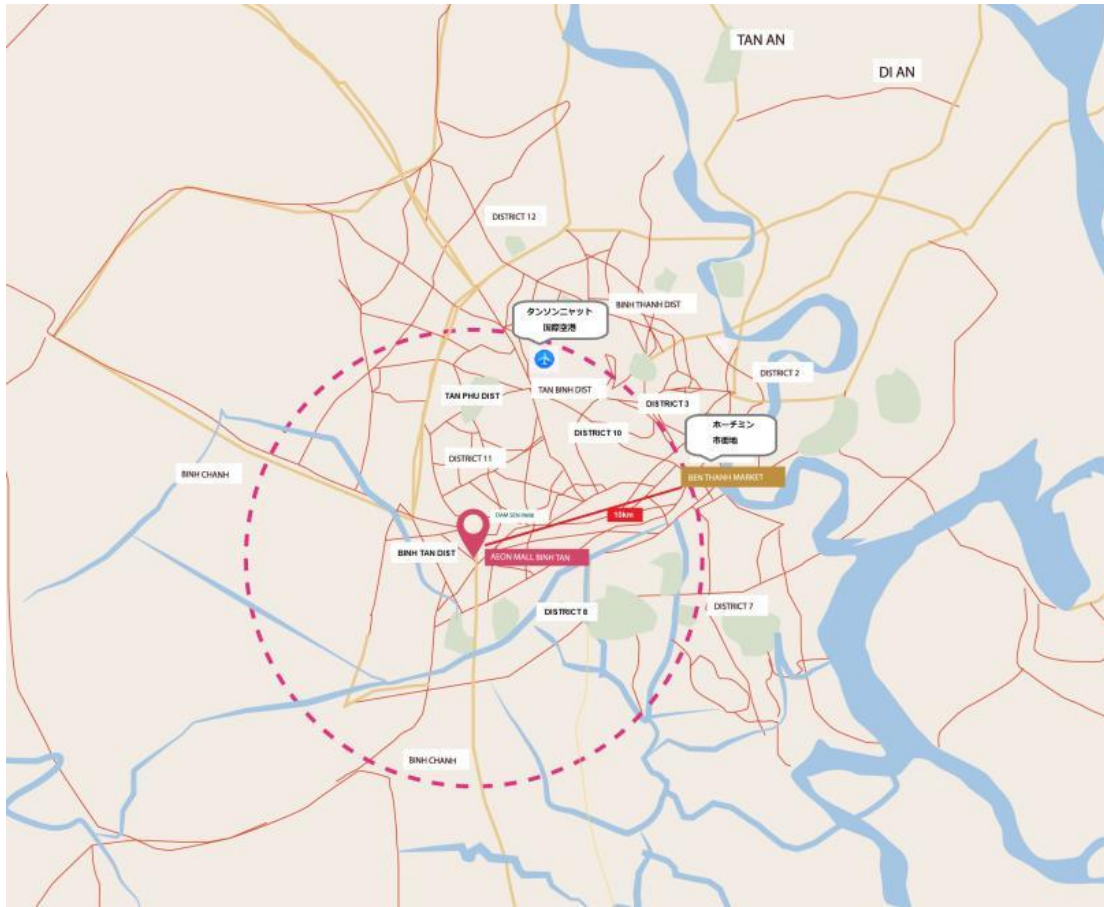 TAN AN
DI AN
DISTRICT 12
BINH THANH DIST
タンソンニャット
国際空港
DISTRICT 2
TAN BINH DIST
TAN PHU DIST
DISTRICT 3
ホーチミン
市街地
DISTRICT 10
DISTRICT 11
BINH CHANH
BEN THANH MARKET
10km
DAM SEN PARK
BINH TAN DIST
AEON MALL BINH TAN
DISTRICT 8
DISTRICT 7
BINH CHANH